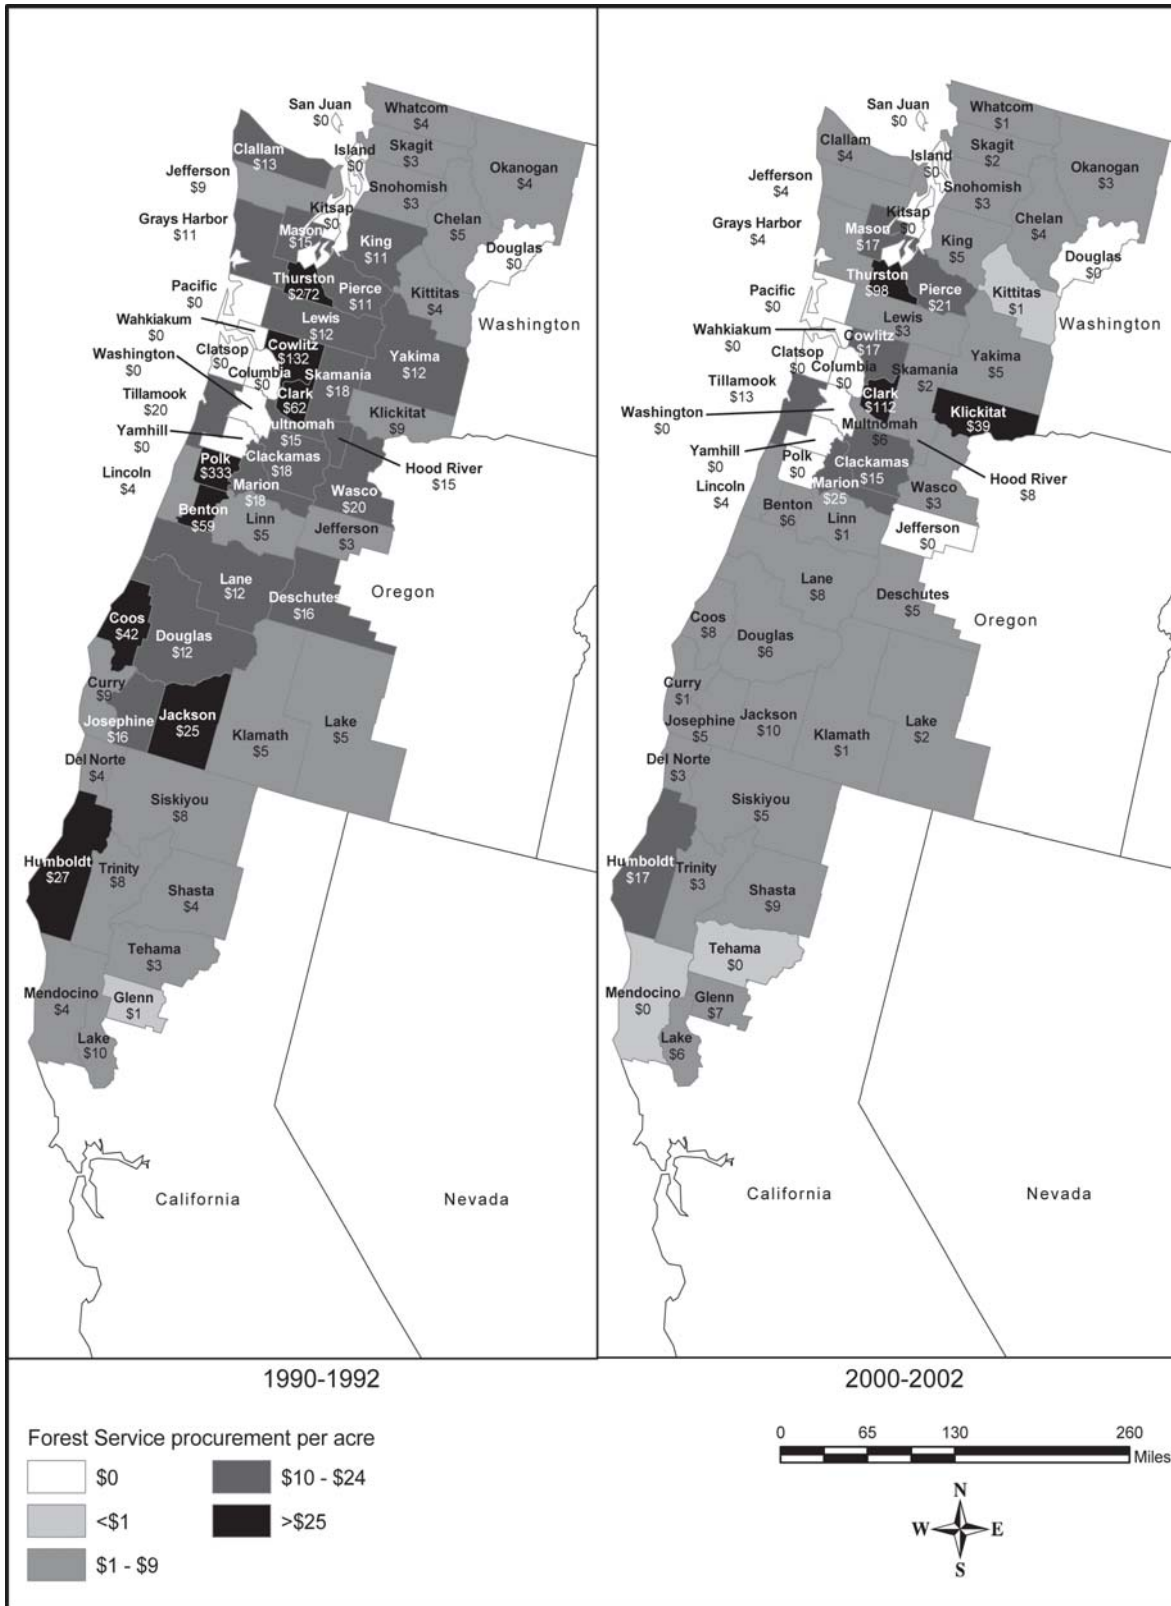 San Juan
$0
Whatcom
$4
Clallam
$13
Island
$0
Skagit
$3
Okanogan
$4
Jefferson
$9
Snohomish
$3
Kitsap
$0
Chelan
$5
Grays Harbor
$11
Mason
$15
King
$11
Douglas
$0
Thurston
$272
Pierce
$11
Kittitas
$4
Pacific
$0
Lewis
$12
Washington
Wahkiakum
$0
Cowlitz
$132
Yakima
$12
Washington
$0
Clatsop
$0
Columbia
$0
Skamania
$18
Tillamook
$20
Clark
$62
Klickitat
$9
Yamhill
$0
ultnomah
$15
Polk
$333
Clackamas
$18
Hood River
$15
Lincoln
$4
Marion
$18
Wasco
$20
Benton
$59
Linn
$5
Jefferson
$3
Lane
$12
Deschutes
$16
Oregon
Coos
$42
Douglas
$12
Curry
$9
Josephine
$16
Jackson
$25
Klamath
$5
Lake
$5
Del Norte
$4
Siskiyou
$8
Humboldt
$27
Trinity
$8
Shasta
$4
Tehama
$3
Mendocino
$4
Glenn
$1
Lake
$10
California
Nevada
1990-1992
San Juan
$0
Whatcom
$1
Clallam
$4
Island
$0
Skagit
$2
Okanogan
$3
Jefferson
$4
Snohomish
$3
Kitsap
$0
Chelan
$4
Grays Harbor
$4
Mason
$17
King
$5
Douglas
$0
Thurston
$98
Pierce
$21
Kittitas
$1
Pacific
$0
Lewis
$3
Washington
Wahkiakum
$0
Cowlitz
$17
Yakima
$5
Clatsop
$0
Columbia
$0
Skamania
$2
Tillamook
$13
Clark
$112
Klickitat
$39
Washington
$0
Multnomah
$6
Yamhill
$0
Polk
$0
Clackamas
$15
Hood River
$8
Lincoln
$4
Marion
$25
Wasco
$3
Benton
$6
Linn
$1
Jefferson
$0
Lane
$8
Deschutes
$5
Oregon
Coos
$8
Douglas
$6
Curry
$1
Josephine
$5
Jackson
$10
Klamath
$1
Lake
$2
Del Norte
$3
Siskiyou
$5
Humboldt
$17
Trinity
$3
Shasta
$9
Tehama
$0
Mendocino
$0
Glenn
$7
Lake
$6
California
Nevada
2000-2002
Forest Service procurement per acre
$0
<$1
$1 - $9
$10 - $24
>$25
0 65 130 260
Miles
N
W E
S